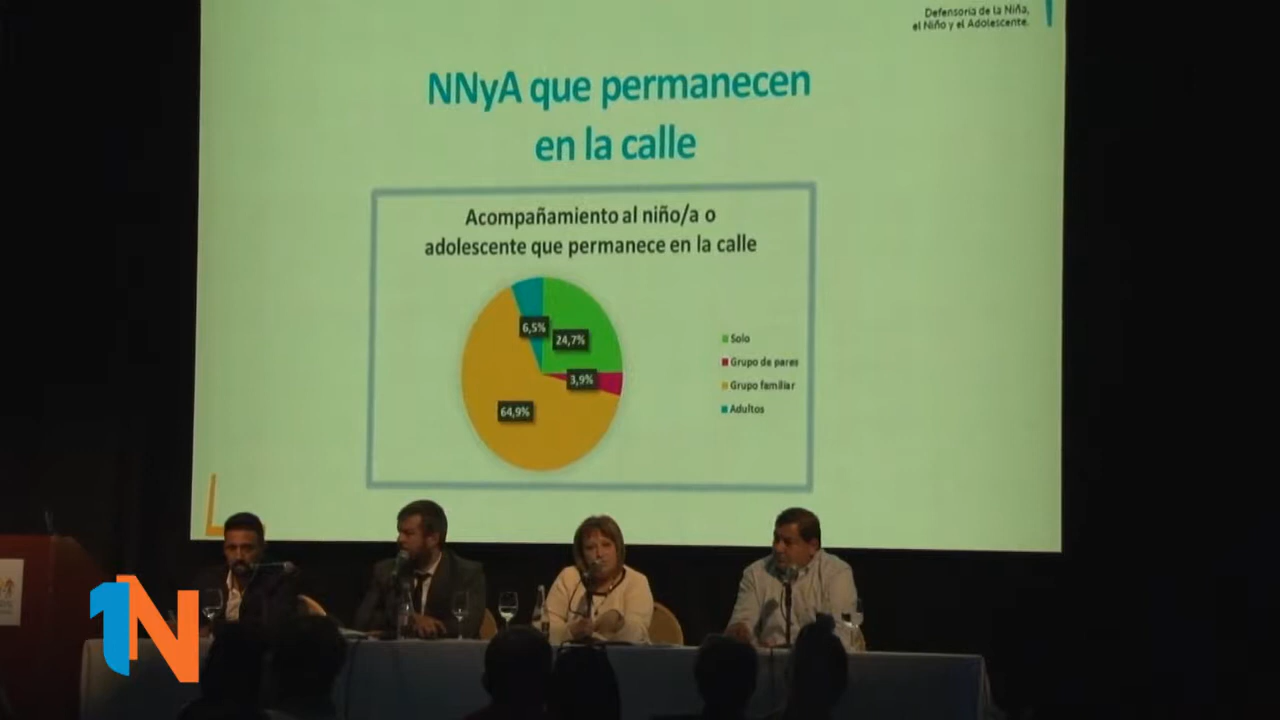 Defensoría de la Niña,
el Niño y el Adolescente.
NNyA que permanecen
en la calle
Acompañamiento al niño/a o
adolescente que permanece en la calle
6,5%
24,7%
3,9%
64,9%
Solo
Grupo de pares
Grupo familiar
Adultos
1N